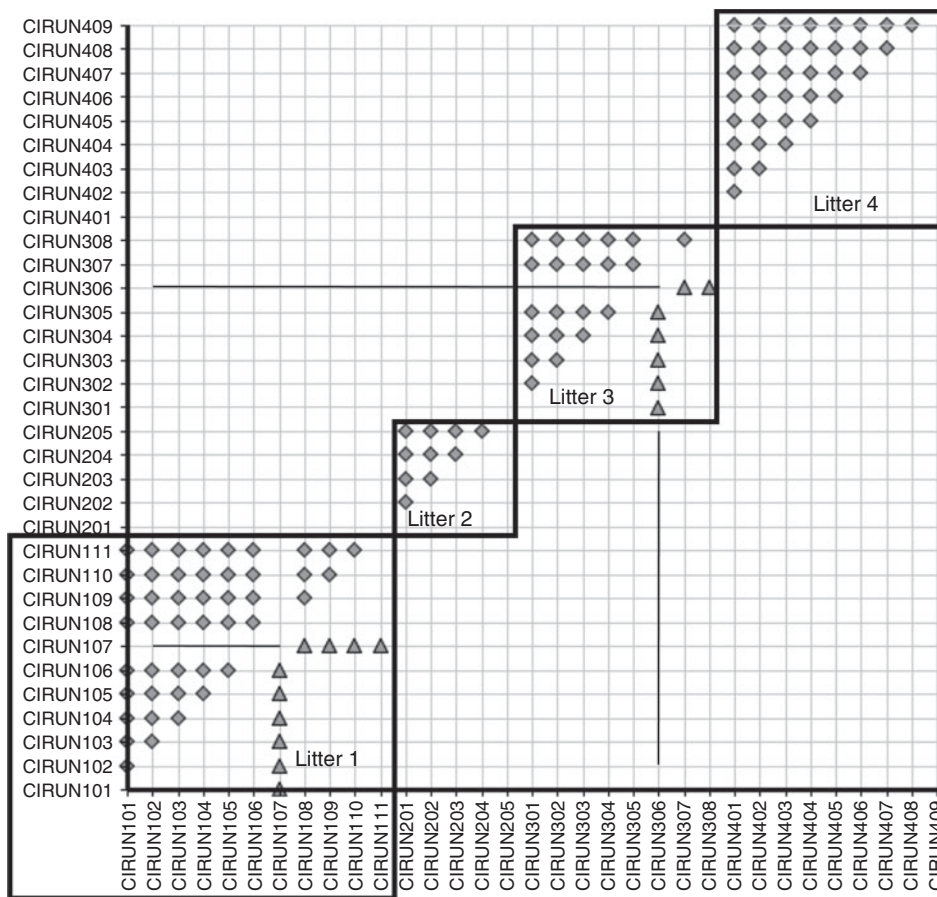 CIRUN409
CIRUN408
CIRUN407
CIRUN406
CIRUN405
CIRUN404
CIRUN403
CIRUN402
CIRUN401
CIRUN308
CIRUN307
CIRUN306
CIRUN305
CIRUN304
CIRUN303
CIRUN302
CIRUN301
CIRUN205
CIRUN204
CIRUN203
CIRUN202
CIRUN201
CIRUN111
CIRUN110
CIRUN109
CIRUN108
CIRUN107
CIRUN106
CIRUN105
CIRUN104
CIRUN103
CIRUN102
CIRUN101
Litter 4
Litter 3
Litter 2
Litter 1
CIRUN101
CIRUN102
CIRUN103
CIRUN104
CIRUN105
CIRUN106
CIRUN107
CIRUN108
CIRUN109
CIRUN110
CIRUN111
CIRUN201
CIRUN202
CIRUN203
CIRUN204
CIRUN205
CIRUN301
CIRUN302
CIRUN303
CIRUN304
CIRUN305
CIRUN306
CIRUN307
CIRUN308
CIRUN401
CIRUN402
CIRUN403
CIRUN404
CIRUN405
CIRUN406
CIRUN407
CIRUN408
CIRUN409